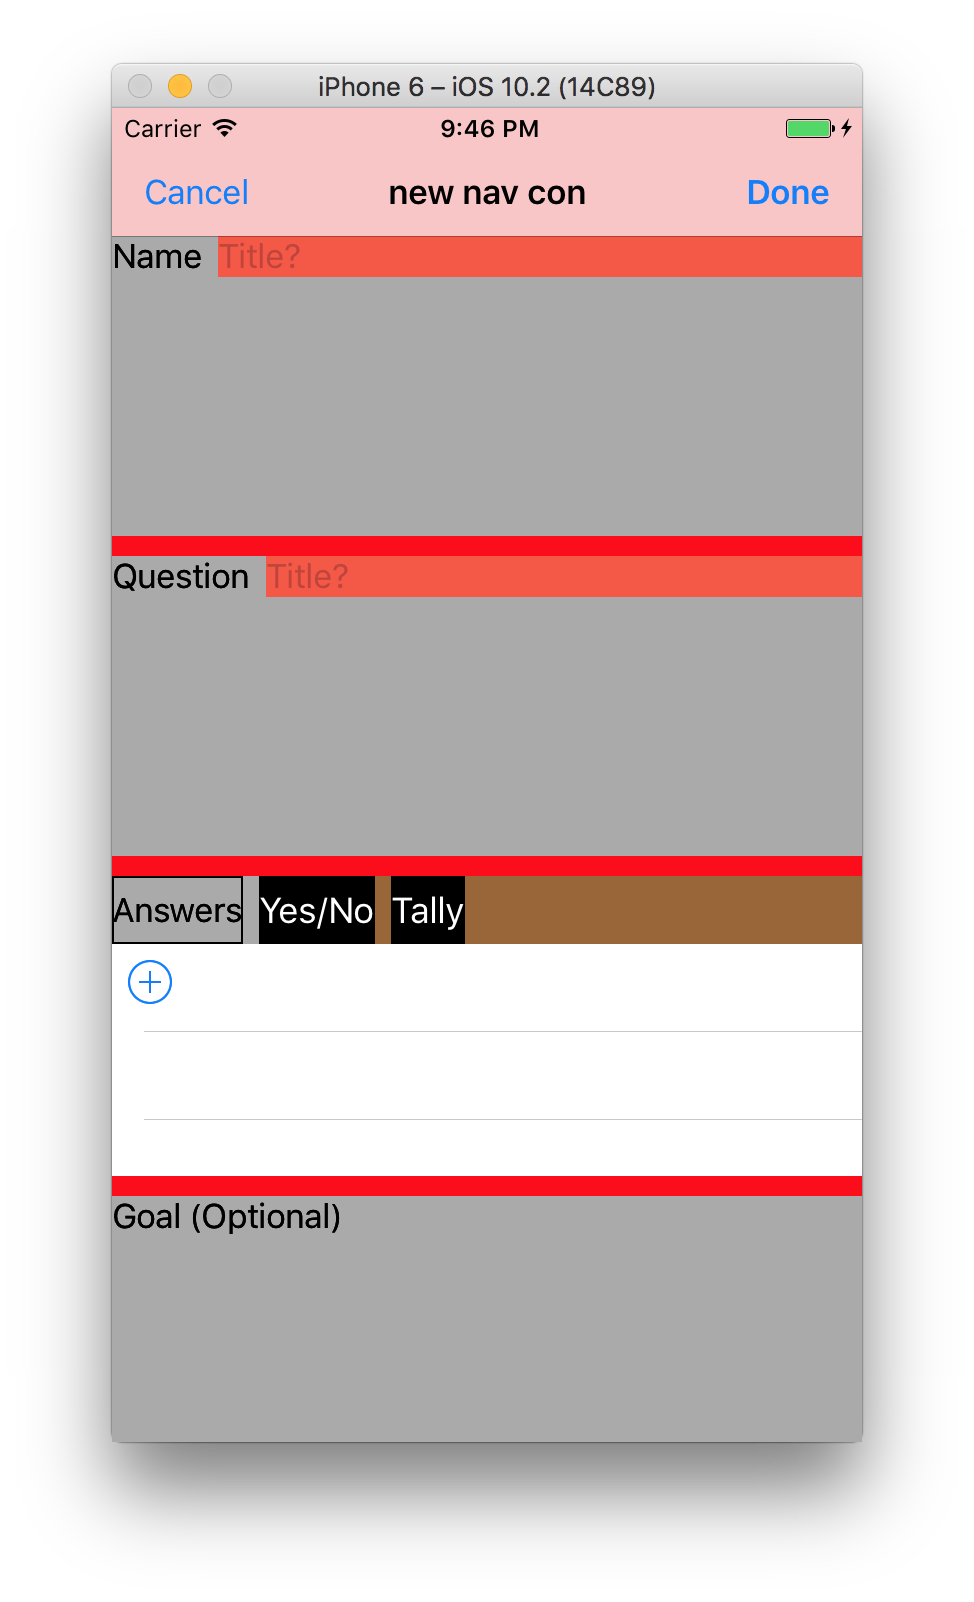 iPhone 6 – iOS 10.2 (14C89)
Carrier 9:46 PM
Cancel new nav con Done
Name Title?
Question Title?
Answers Yes/No Tally
Goal (Optional)